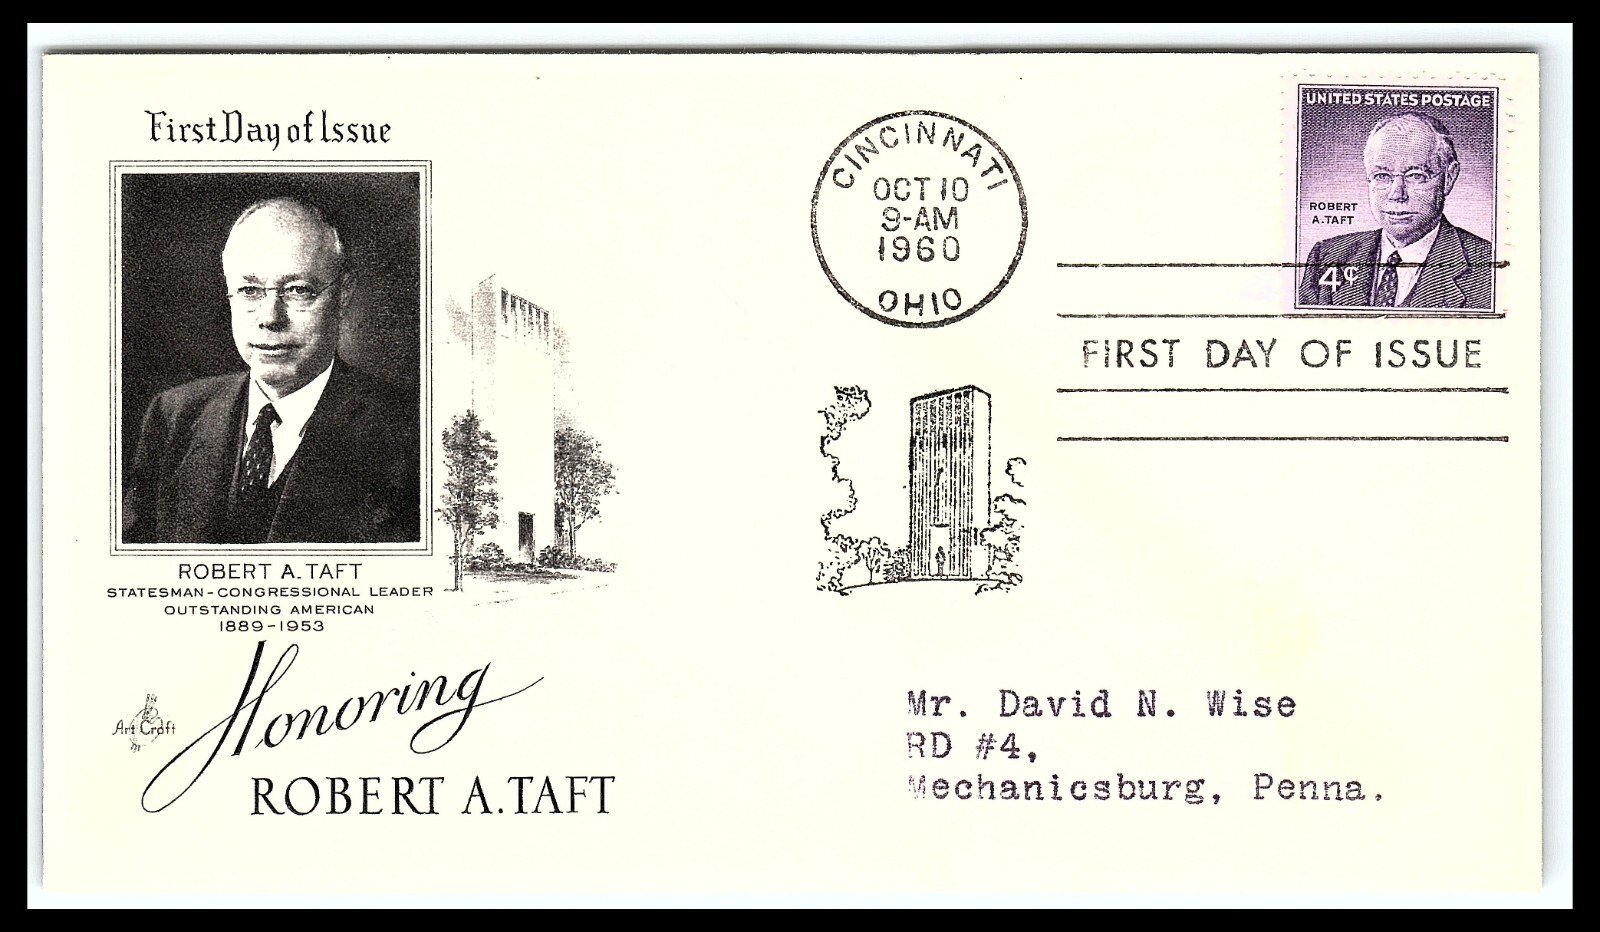 First Day of Issue
ROBERT A. TAFT
STATESMAN - CONGRESSIONAL LEADER
OUTSTANDING AMERICAN
1889-1953
Honoring
ROBERT A. TAFT
Art Craft
CINCINNATI
OCT 10
9-AM
1960
OHIO
UNITED STATES POSTAGE
ROBERT
A. TAFT
4¢
FIRST DAY OF ISSUE
Mr. David N. Wise
RD #4,
Mechanicsburg, Penna.